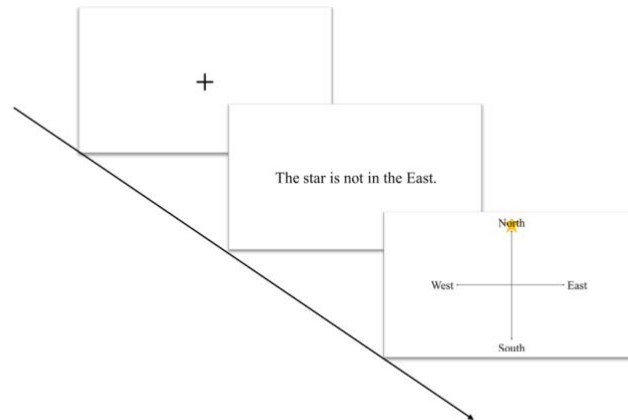 +
The star is not in the East.
North
West East
South